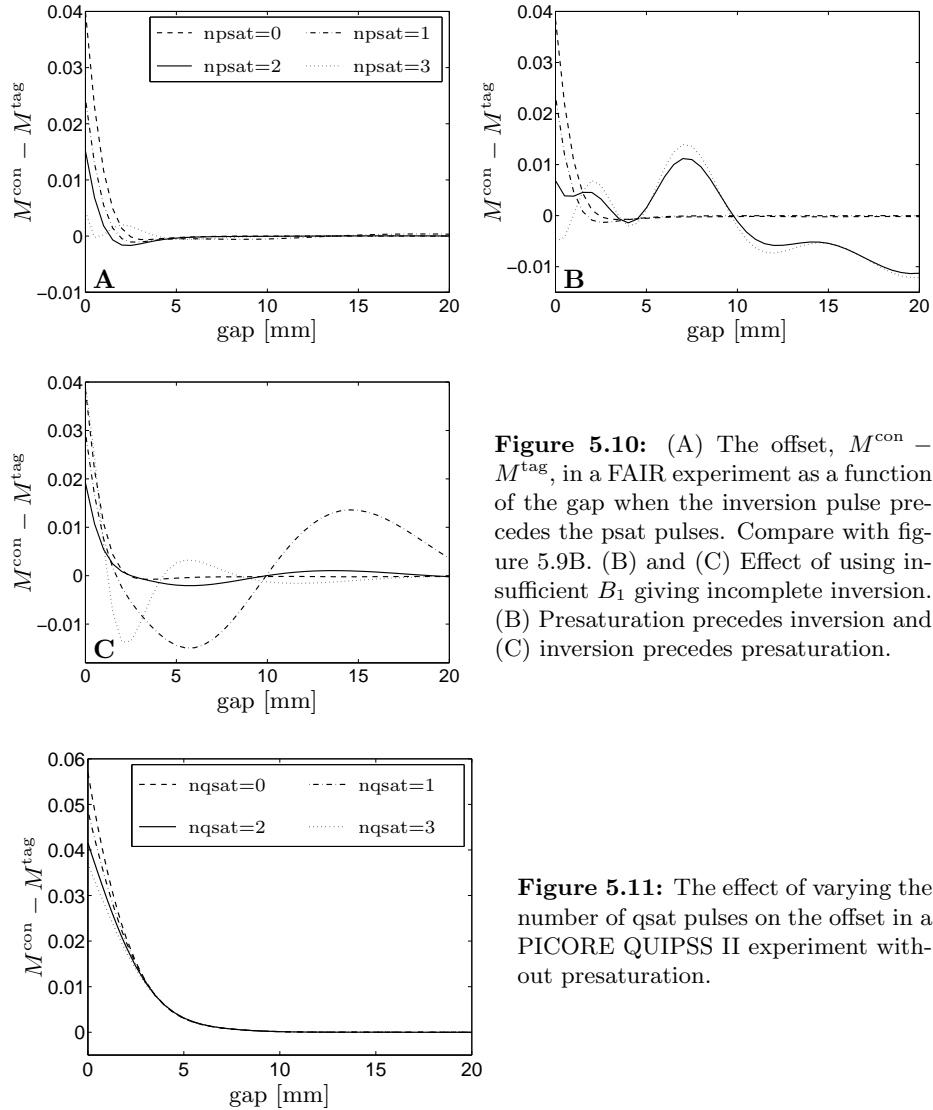 0.04
0.03
0.02
0.01
0
−0.01
M^con − M^tag
npsat=0
npsat=1
npsat=2
npsat=3
A
0
5
10
15
20
gap [mm]
0.04
0.03
0.02
0.01
0
−0.01
M^con − M^tag
B
0
5
10
15
20
gap [mm]
0.04
0.03
0.02
0.01
0
−0.01
M^con − M^tag
C
0
5
10
15
20
gap [mm]
Figure 5.10: (A) The offset, M^con −
M^tag, in a FAIR experiment as a function
of the gap when the inversion pulse pre-
cedes the psat pulses. Compare with fig-
ure 5.9B. (B) and (C) Effect of using in-
sufficient B₁ giving incomplete inversion.
(B) Presaturation precedes inversion and
(C) inversion precedes presaturation.
0.06
0.05
0.04
0.03
0.02
0.01
0
M^con − M^tag
nqsat=0
nqsat=1
nqsat=2
nqsat=3
0
5
10
15
20
gap [mm]
Figure 5.11: The effect of varying the
number of qsat pulses on the offset in a
PICORE QUIPSS II experiment with-
out presaturation.